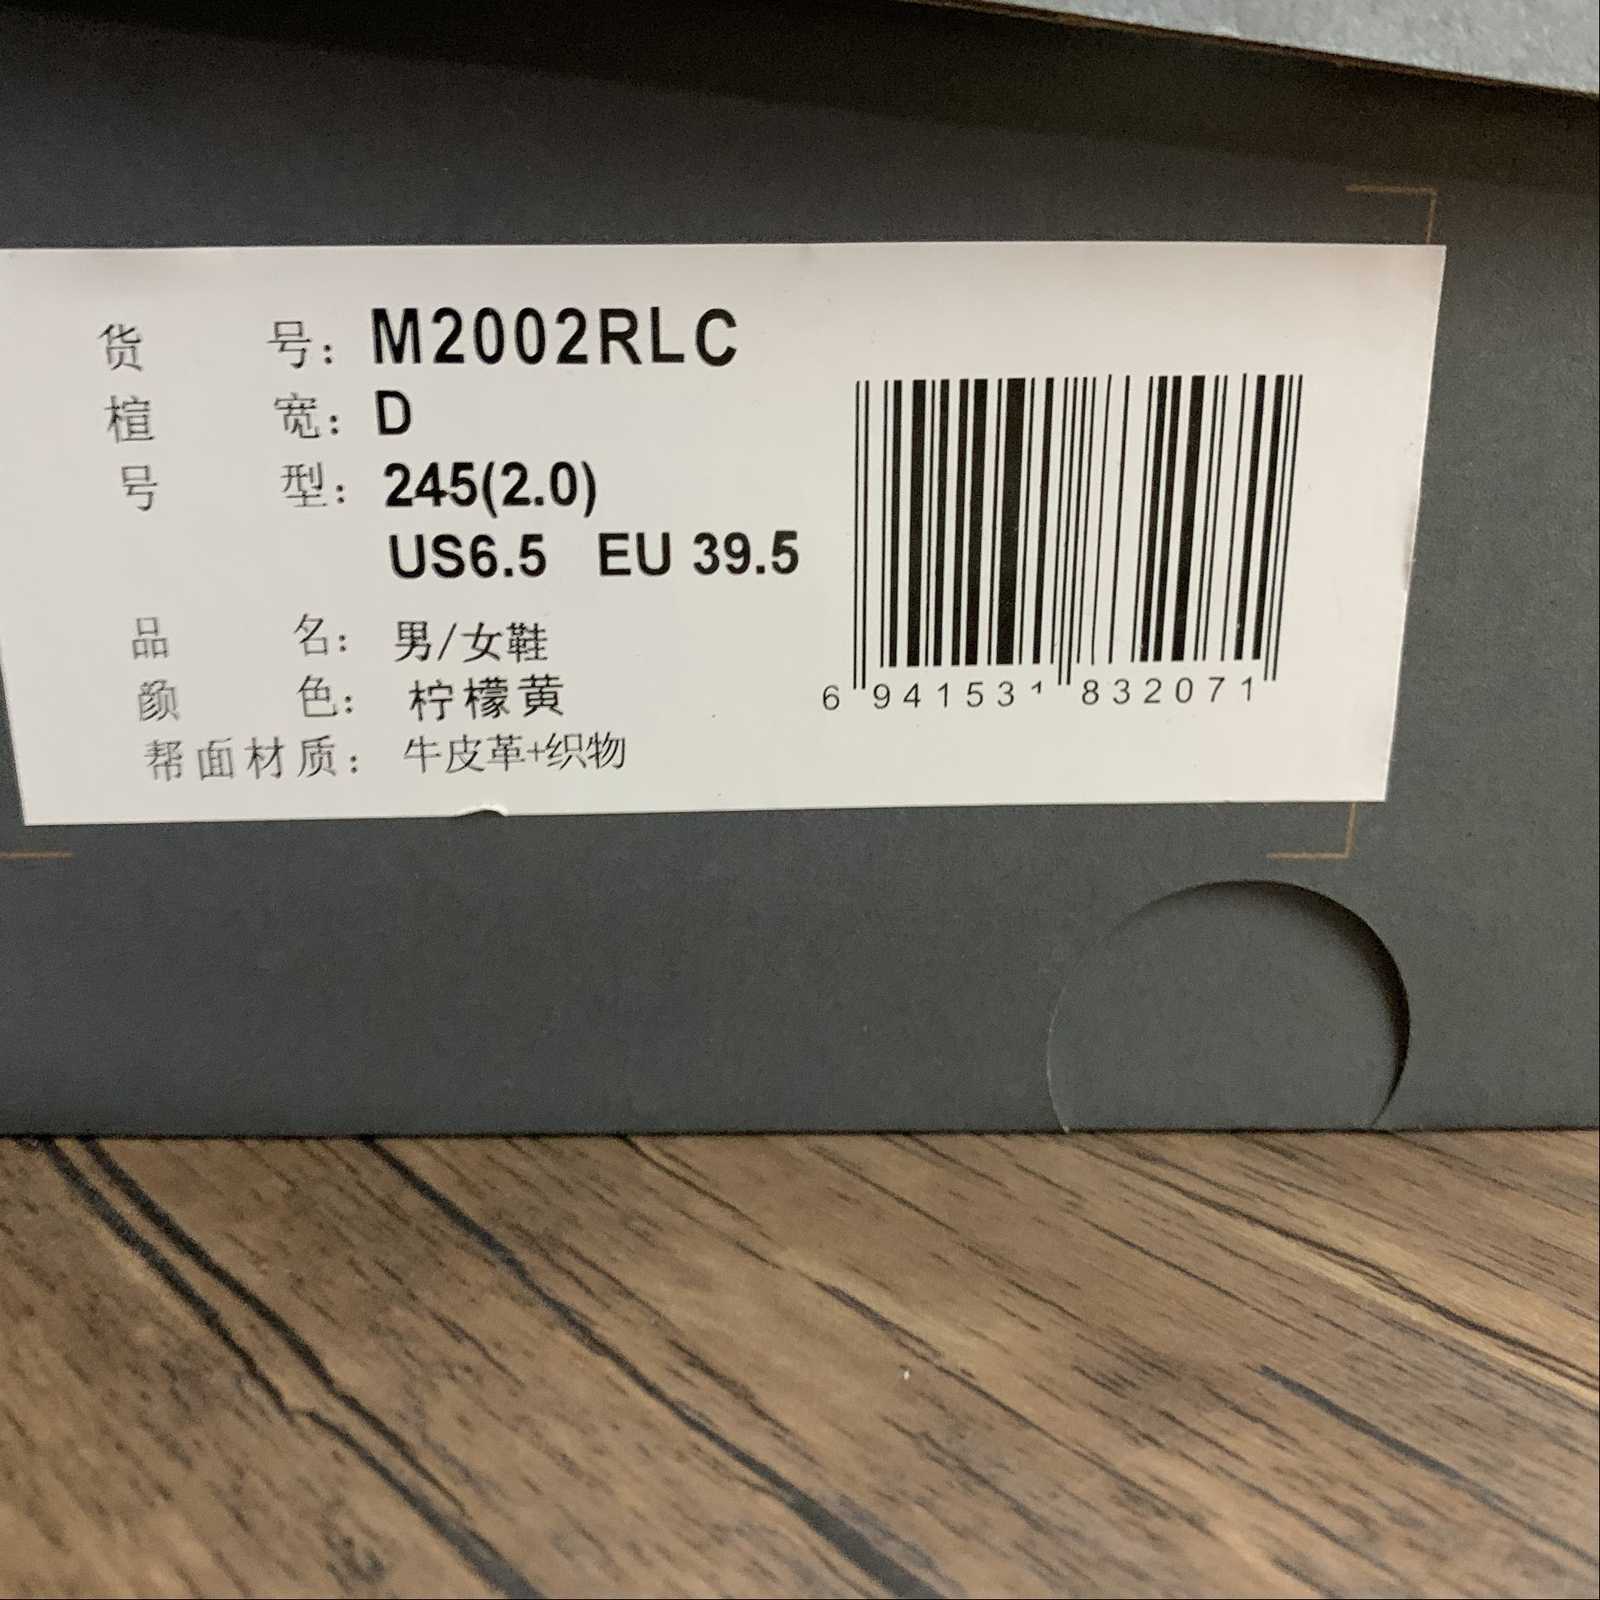 货 号: M2002RLC
楦 宽: D
号 型: 245(2.0)
US6.5 EU 39.5
品 名: 男/女鞋
颜 色: 柠檬黄
帮面材质: 牛皮革+织物
6 941531 832071